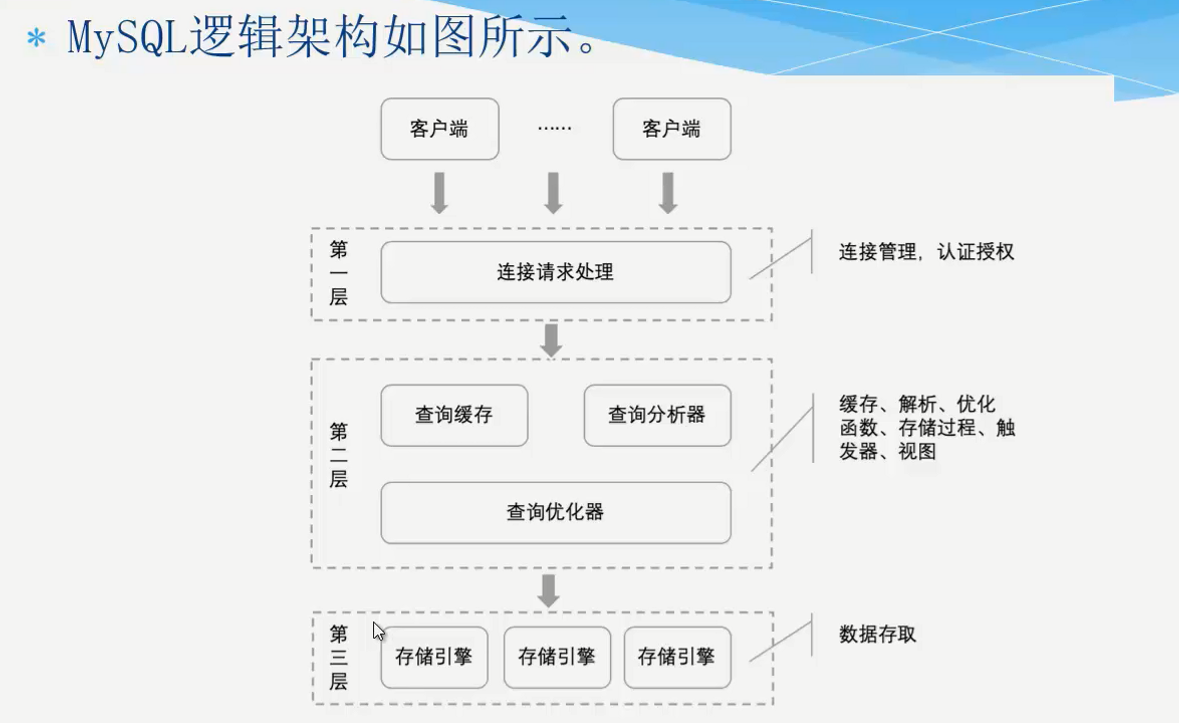 * MySQL逻辑架构如图所示。
客户端
……
客户端
第一层
连接请求处理
连接管理，认证授权
第二层
查询缓存
查询分析器
查询优化器
缓存、解析、优化
函数、存储过程、触
发器、视图
第三层
存储引擎
存储引擎
存储引擎
数据存取